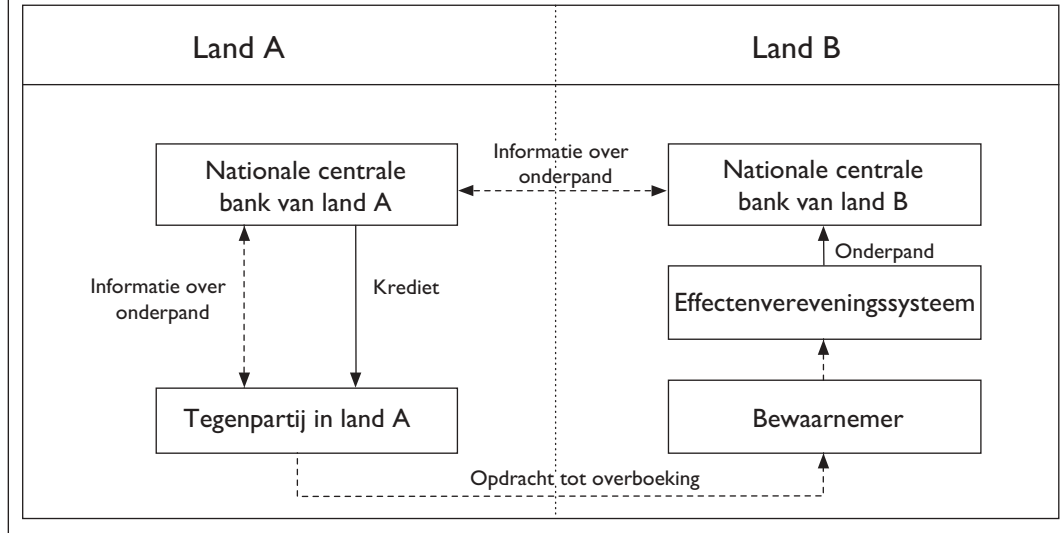 Land A
Land B
Nationale centrale
bank van land A
Informatie over
onderpand
Nationale centrale
bank van land B
Onderpand
Informatie over
onderpand
Krediet
Effectenvereveningssysteem
Tegenpartij in land A
Bewaarnemer
Opdracht tot overboeking